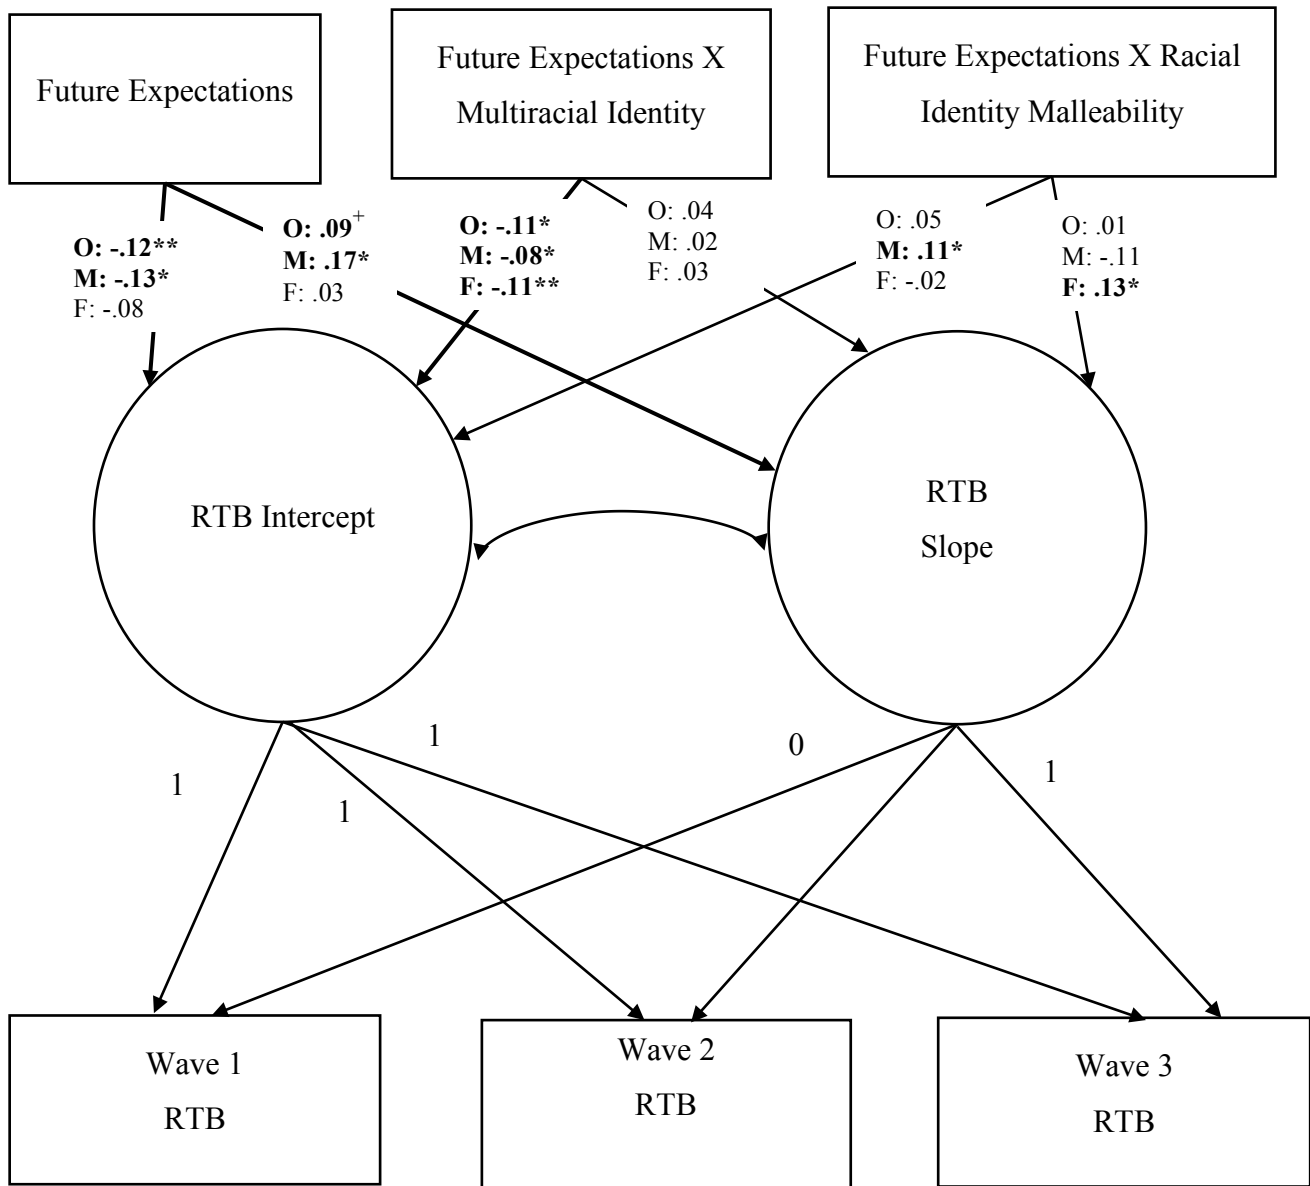 Future Expectations
Future Expectations X
Multiracial Identity
Future Expectations X Racial
Identity Malleability
O: -.12**
M: -.13*
F: -.08
O: .09+
M: .17*
F: .03
O: -.11*
M: -.08*
F: -.11**
O: .04
M: .02
F: .03
O: .05
M: .11*
F: -.02
O: .01
M: -.11
F: .13*
RTB Intercept
RTB
Slope
1
1
1
0
1
Wave 1
RTB
Wave 2
RTB
Wave 3
RTB